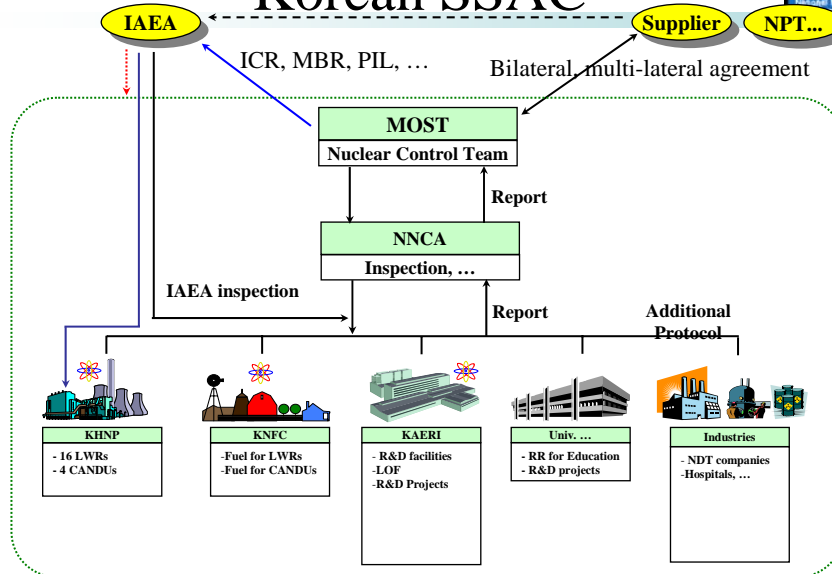 Korean SSAC
IAEA
Supplier
NPT...
ICR, MBR, PIL, …
Bilateral, multi-lateral agreement
MOST
Nuclear Control Team
Report
NNCA
Inspection, …
IAEA inspection
Report
Additional
Protocol
KHNP
- 16 LWRs
- 4 CANDUs
KNFC
-Fuel for LWRs
-Fuel for CANDUs
KAERI
- R&D facilities
-LOF
-R&D Projects
Univ. …
- RR for Education
- R&D projects
Industries
- NDT companies
-Hospitals, …